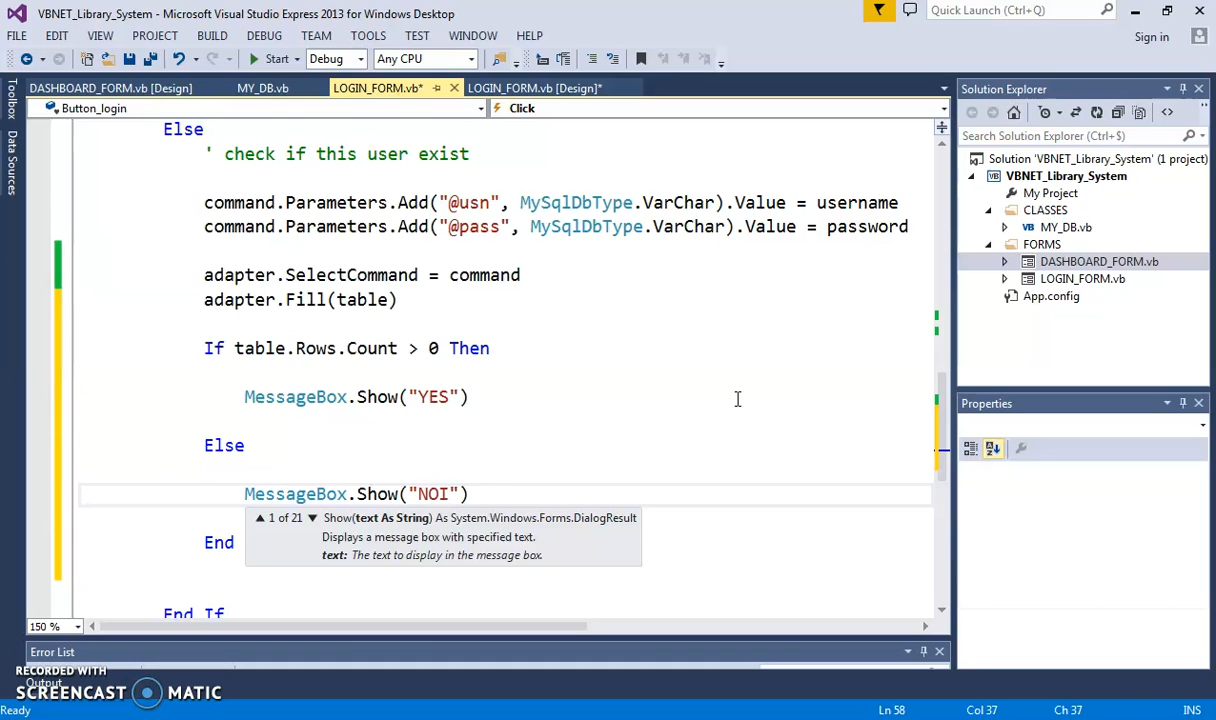 VBNET_Library_System - Microsoft Visual Studio Express 2013 for Windows Desktop
Quick Launch (Ctrl+Q)
FILE EDIT VIEW PROJECT BUILD DEBUG TEAM TOOLS TEST WINDOW HELP
Sign in
Start Debug Any CPU
Toolbox
Data Sources
DASHBOARD_FORM.vb [Design] MY_DB.vb LOGIN_FORM.vb* LOGIN_FORM.vb [Design]*
Button_login Click
Else
' check if this user exist
command.Parameters.Add("@usn", MySqlDbType.VarChar).Value = username
command.Parameters.Add("@pass", MySqlDbType.VarChar).Value = password
adapter.SelectCommand = command
adapter.Fill(table)
If table.Rows.Count > 0 Then
MessageBox.Show("YES")
Else
MessageBox.Show("NOI")
1 of 21 Show(text As String) As System.Windows.Forms.DialogResult
Displays a message box with specified text.
text: The text to display in the message box.
End
End If
150 %
Error List
Output
RECORDED WITH
SCREENCAST MATIC
Ready Ln 58 Col 37 Ch 37 INS
Solution Explorer
Search Solution Explorer (Ctrl+$)
Solution 'VBNET_Library_System' (1 project)
VBNET_Library_System
My Project
CLASSES
VB MY_DB.vb
FORMS
DASHBOARD_FORM.vb
LOGIN_FORM.vb
App.config
Properties